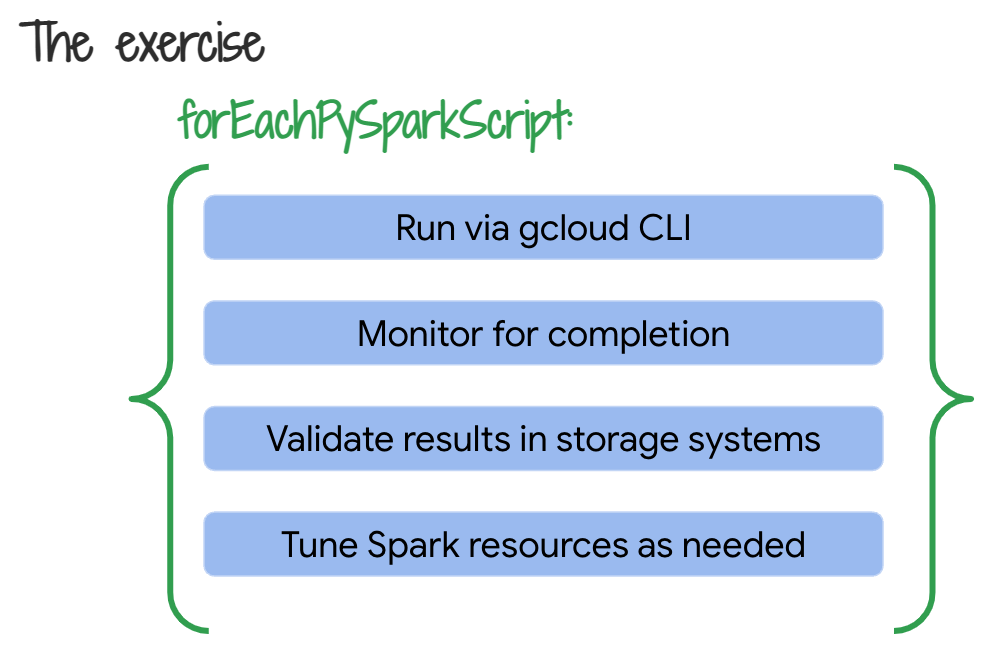 The exercise
forEachPySparkScript:
Run via gcloud CLI
Monitor for completion
Validate results in storage systems
Tune Spark resources as needed